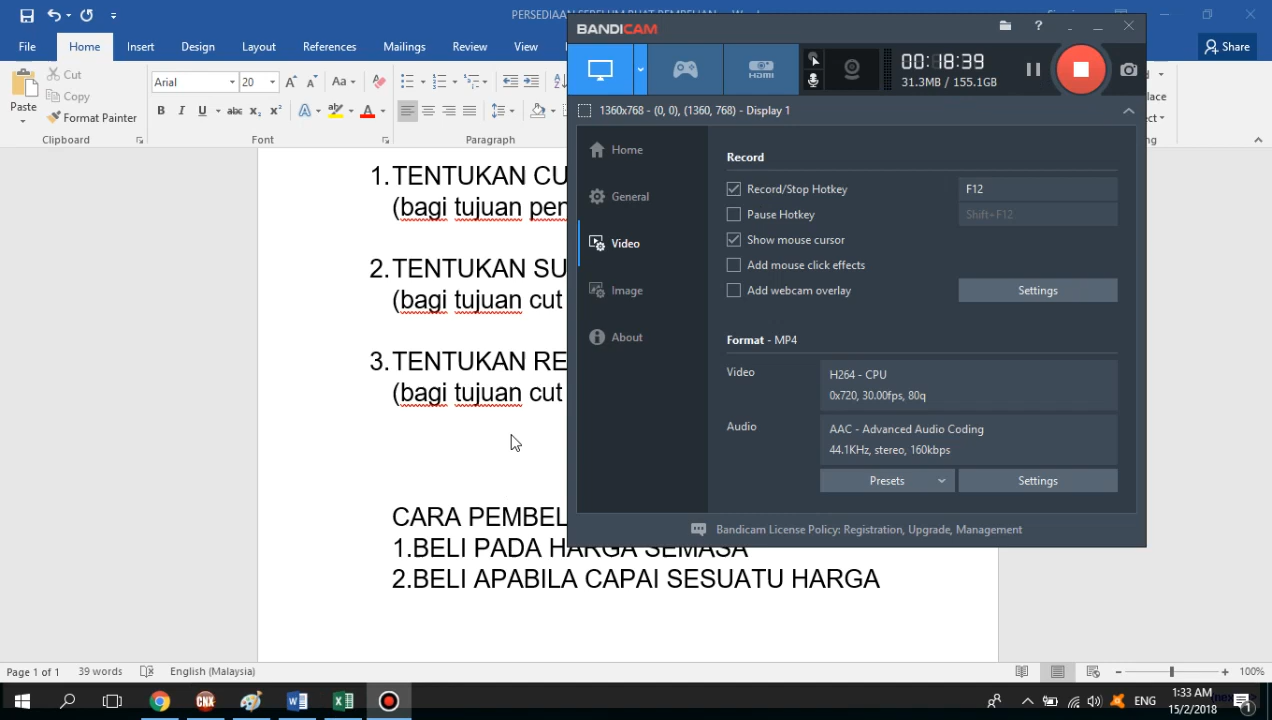 File
Home
Insert
Design
Layout
References
Mailings
Review
View
Share
Paste
Cut
Copy
Format Painter
Arial
20
Aa
B I U abc x₂ x²
A
Clipboard
Font
Paragraph
1.TENTUKAN CU
(bagi tujuan pen
2.TENTUKAN SU
(bagi tujuan cut
3.TENTUKAN RE
(bagi tujuan cut
CARA PEMBEL
1.BELI PADA HARGA SEMASA
2.BELI APABILA CAPAI SESUATU HARGA
BANDICAM
?
HDMI
00:18:39
31.3MB / 155.1GB
1360x768 - (0, 0), (1360, 768) - Display 1
Home
General
Video
Image
About
Record
Record/Stop Hotkey
F12
Pause Hotkey
Shift+F12
Show mouse cursor
Add mouse click effects
Add webcam overlay
Settings
Format - MP4
Video
H264 - CPU
0x720, 30.00fps, 80q
Audio
AAC - Advanced Audio Coding
44.1KHz, stereo, 160kbps
Presets
Settings
Bandicam License Policy: Registration, Upgrade, Management
Page 1 of 1
39 words
English (Malaysia)
100%
CNX
ENG
1:33 AM
15/2/2018
1